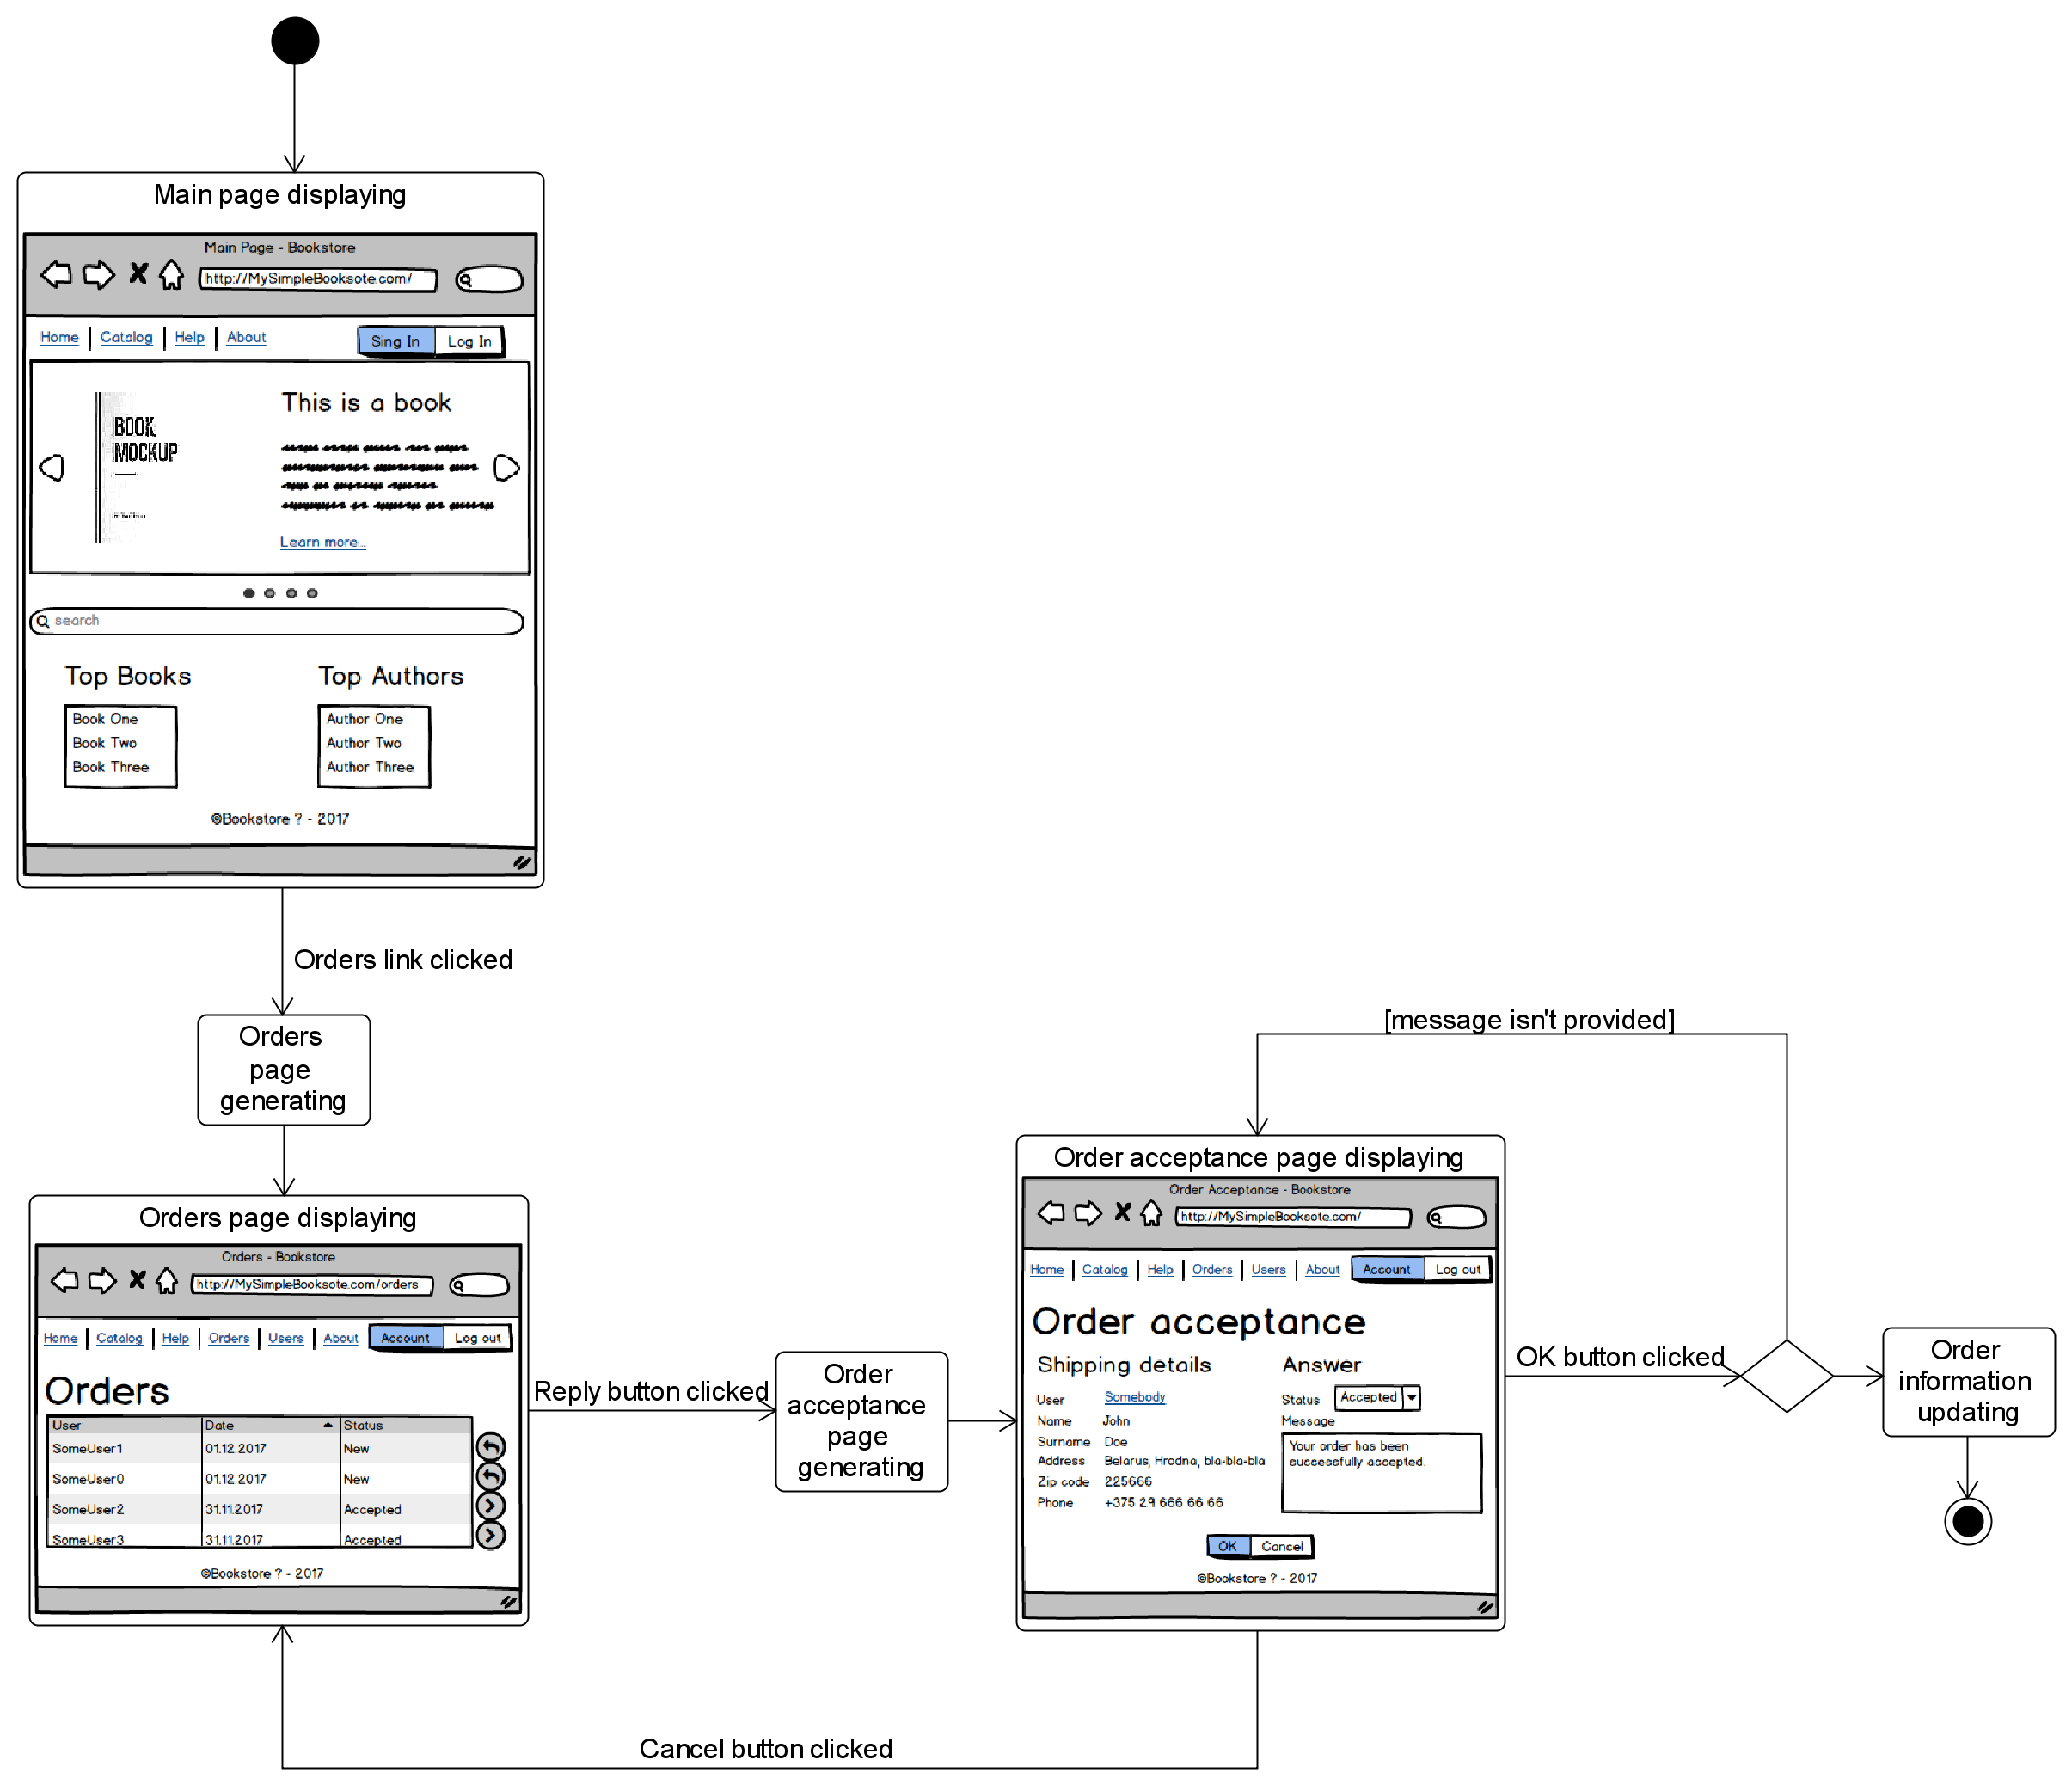 Main page displaying
Main Page - Bookstore
http://MySimpleBooksote.com/
Home Catalog Help About Sing In Log In
This is a book
BOOK
MOCKUP
Learn more...
search
Top Books Top Authors
Book One Author One
Book Two Author Two
Book Three Author Three
©Bookstore ? - 2017
Orders link clicked
Orders
page
generating
Orders page displaying
Orders - Bookstore
http://MySimpleBooksote.com/orders
Home Catalog Help Orders Users About Account Log out
Orders
User Date Status
SomeUser1 01.12.2017 New
SomeUser0 01.12.2017 New
SomeUser2 31.11.2017 Accepted
SomeUser3 31.11.2017 Accepted
©Bookstore ? - 2017
Reply button clicked
Order
acceptance
page
generating
[message isn't provided]
Order acceptance page displaying
Order Acceptance - Bookstore
http://MySimpleBooksote.com/
Home Catalog Help Orders Users About Account Log out
Order acceptance
Shipping details
User Somebody
Name John
Surname Doe
Address Belarus, Hrodna, bla-bla-bla
Zip code 225666
Phone +375 29 666 66 66
Answer
Status Accepted
Message
Your order has been
successfully accepted.
OK Cancel
©Bookstore ? - 2017
OK button clicked
Order
information
updating
Cancel button clicked